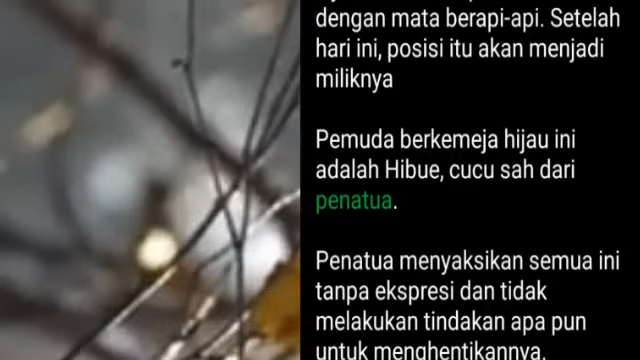 dengan mata berapi-api. Setelah
hari ini, posisi itu akan menjadi
miliknya
Pemuda berkemeja hijau ini
adalah Hibue, cucu sah dari
penatua.
Penatua menyaksikan semua ini
tanpa ekspresi dan tidak
melakukan tindakan apa pun
untuk menghentikannya.